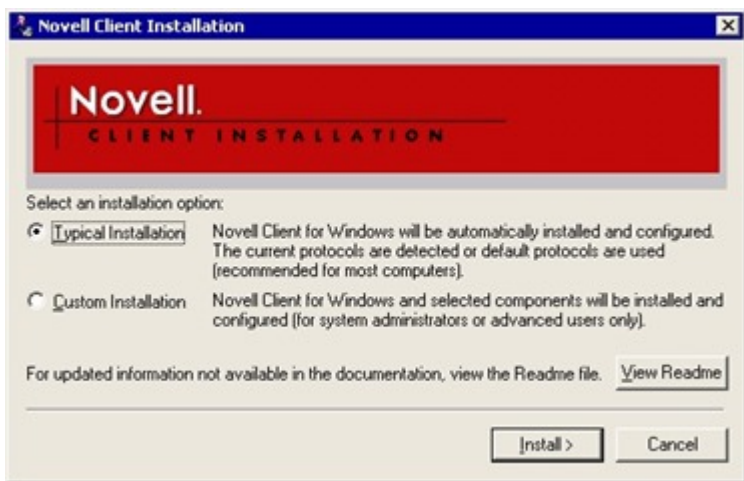 Novell Client Installation
Novell.
CLIENT INSTALLATION
Select an installation option:
Typical Installation
Novell Client for Windows will be automatically installed and configured.
The current protocols are detected or default protocols are used
(recommended for most computers).
Custom Installation
Novell Client for Windows and selected components will be installed and
configured (for system administrators or advanced users only).
For updated information not available in the documentation, view the Readme file.
View Readme
Install >
Cancel